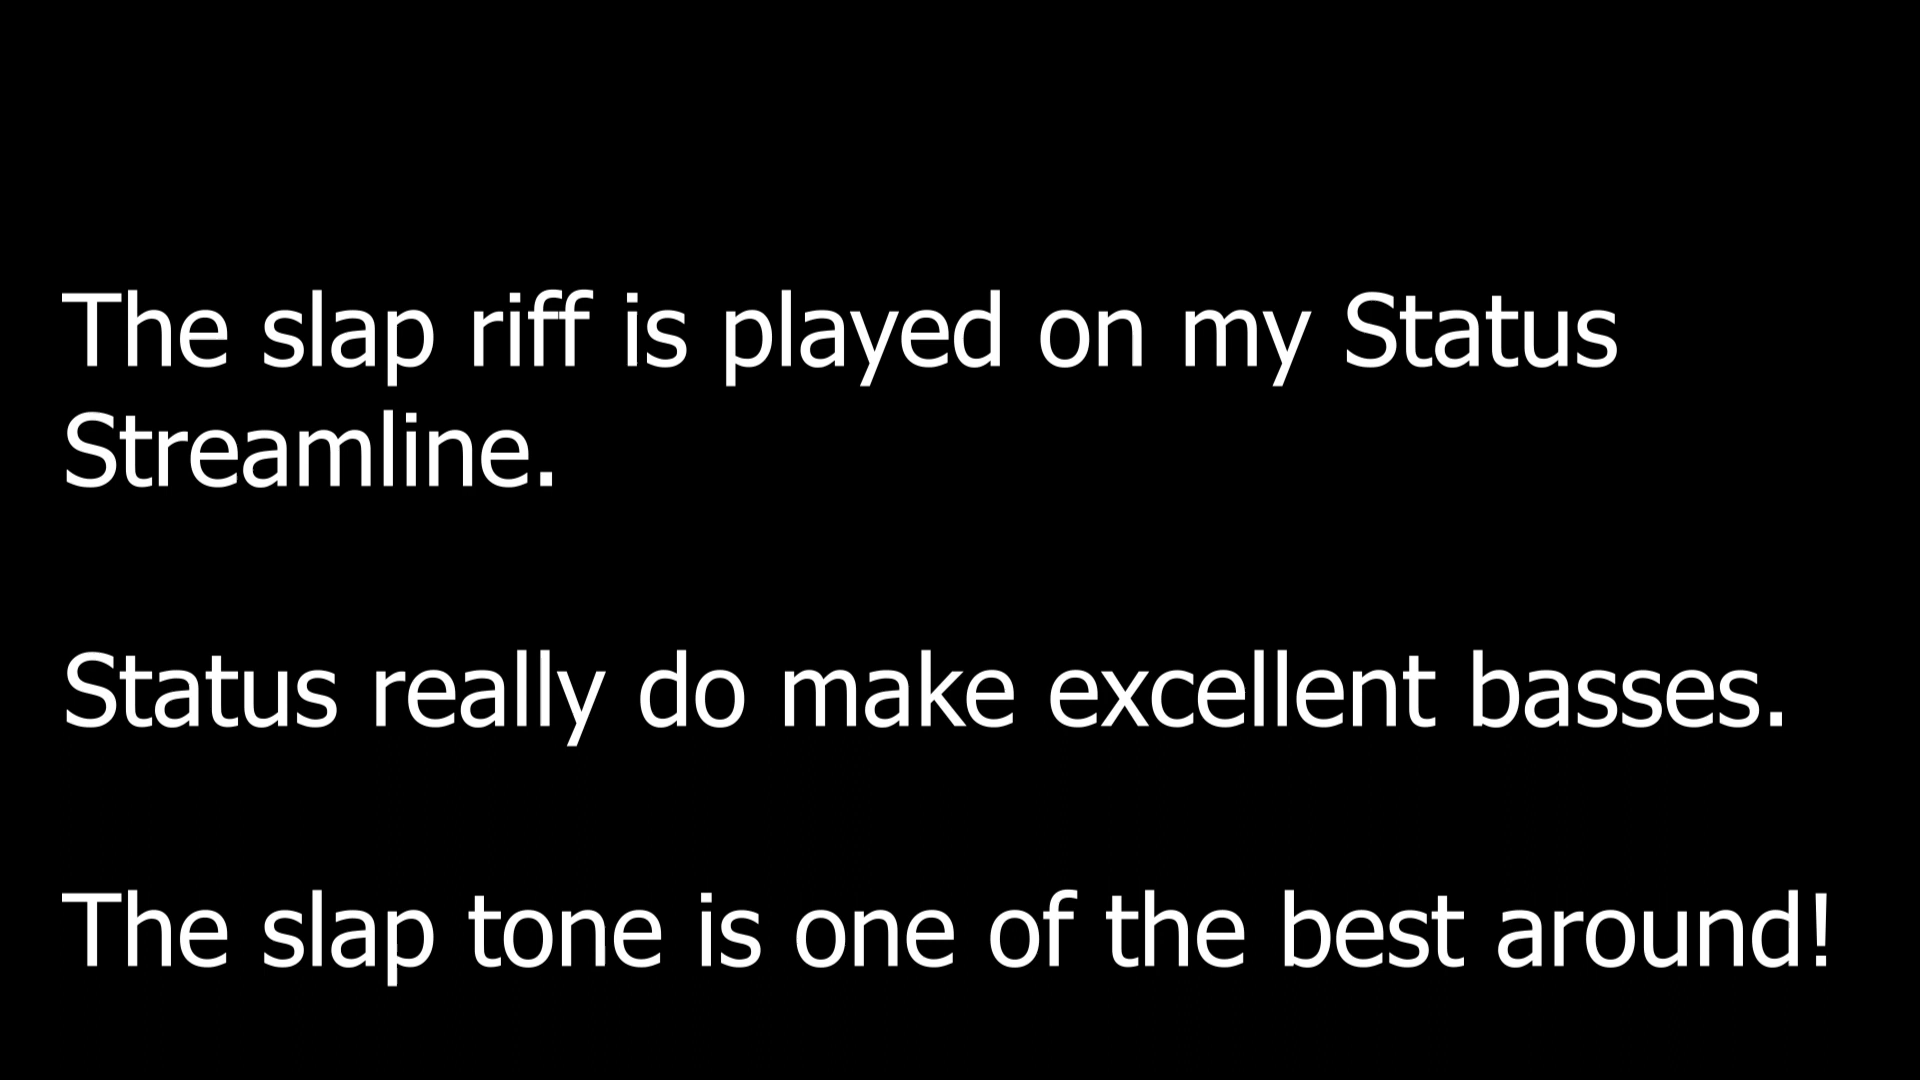 The slap riff is played on my Status
Streamline.
Status really do make excellent basses.
The slap tone is one of the best around!